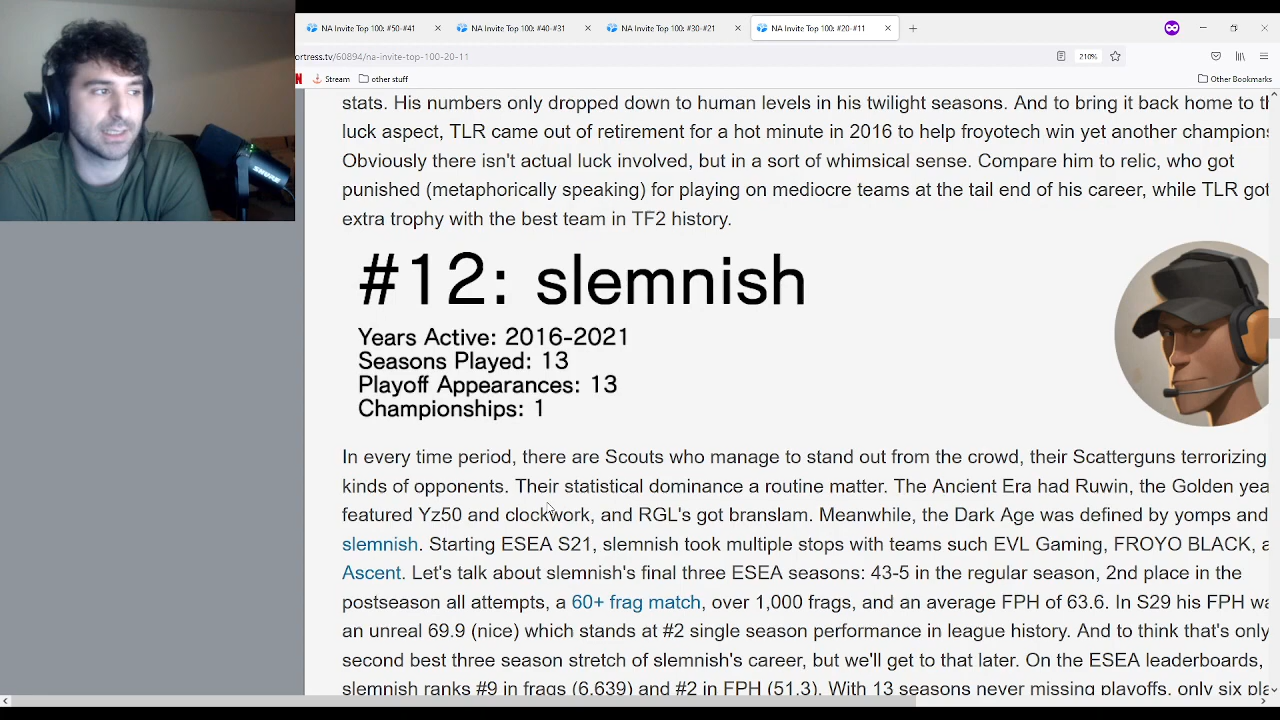 NA Invite Top 100: #50-#41
NA Invite Top 100: #40-#31
NA Invite Top 100: #30-#21
NA Invite Top 100: #20-#11
ortress.tv/60894/na-invite-top-100-20-11
210%
Stream
other stuff
Other Bookmarks
stats. His numbers only dropped down to human levels in his twilight seasons. And to bring it back home to th
luck aspect, TLR came out of retirement for a hot minute in 2016 to help froyotech win yet another champions
Obviously there isn't actual luck involved, but in a sort of whimsical sense. Compare him to relic, who got
punished (metaphorically speaking) for playing on mediocre teams at the tail end of his career, while TLR got
extra trophy with the best team in TF2 history.
#12: slemnish
Years Active: 2016-2021
Seasons Played: 13
Playoff Appearances: 13
Championships: 1
In every time period, there are Scouts who manage to stand out from the crowd, their Scatterguns terrorizing
kinds of opponents. Their statistical dominance a routine matter. The Ancient Era had Ruwin, the Golden yea
featured Yz50 and clockwork, and RGL's got branslam. Meanwhile, the Dark Age was defined by yomps and
slemnish. Starting ESEA S21, slemnish took multiple stops with teams such EVL Gaming, FROYO BLACK, a
Ascent. Let's talk about slemnish's final three ESEA seasons: 43-5 in the regular season, 2nd place in the
postseason all attempts, a 60+ frag match, over 1,000 frags, and an average FPH of 63.6. In S29 his FPH wa
an unreal 69.9 (nice) which stands at #2 single season performance in league history. And to think that's only
second best three season stretch of slemnish's career, but we'll get to that later. On the ESEA leaderboards,
slemnish ranks #9 in frags (6,639) and #2 in FPH (51.3). With 13 seasons never missing playoffs, only six pla
SHURE